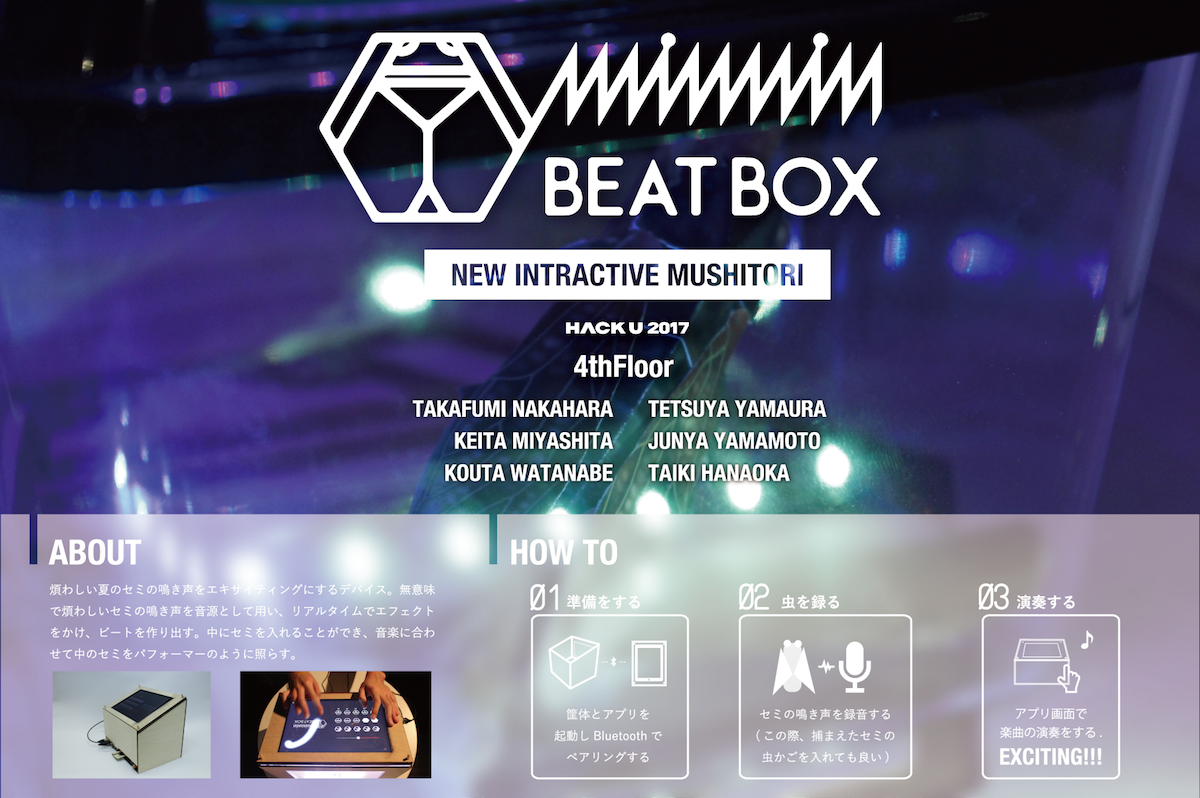 MINMIN
BEAT BOX
NEW INTRACTIVE MUSHITORI
HACK U 2017
4thFloor
TAKAFUMI NAKAHARA
TETSUYA YAMAURA
KEITA MIYASHITA
JUNYA YAMAMOTO
KOUTA WATANABE
TAIKI HANAOKA
ABOUT
煩わしい夏のセミの鳴き声をエキサイティングにするデバイス。無意味
で煩わしいセミの鳴き声を音源として用い、リアルタイムでエフェクト
をかけ、ビートを作り出す。中にセミを入れることができ、音楽に合わ
せて中のセミをパフォーマーのように照らす。
HOW TO
01 準備をする
筐体とアプリを
起動し Bluetooth で
ペアリングする
02 虫を録る
セミの鳴き声を録音する
( この際、捕まえたセミの
虫かごを入れても良い )
03 演奏する
アプリ画面で
楽曲の演奏をする .
EXCITING!!!